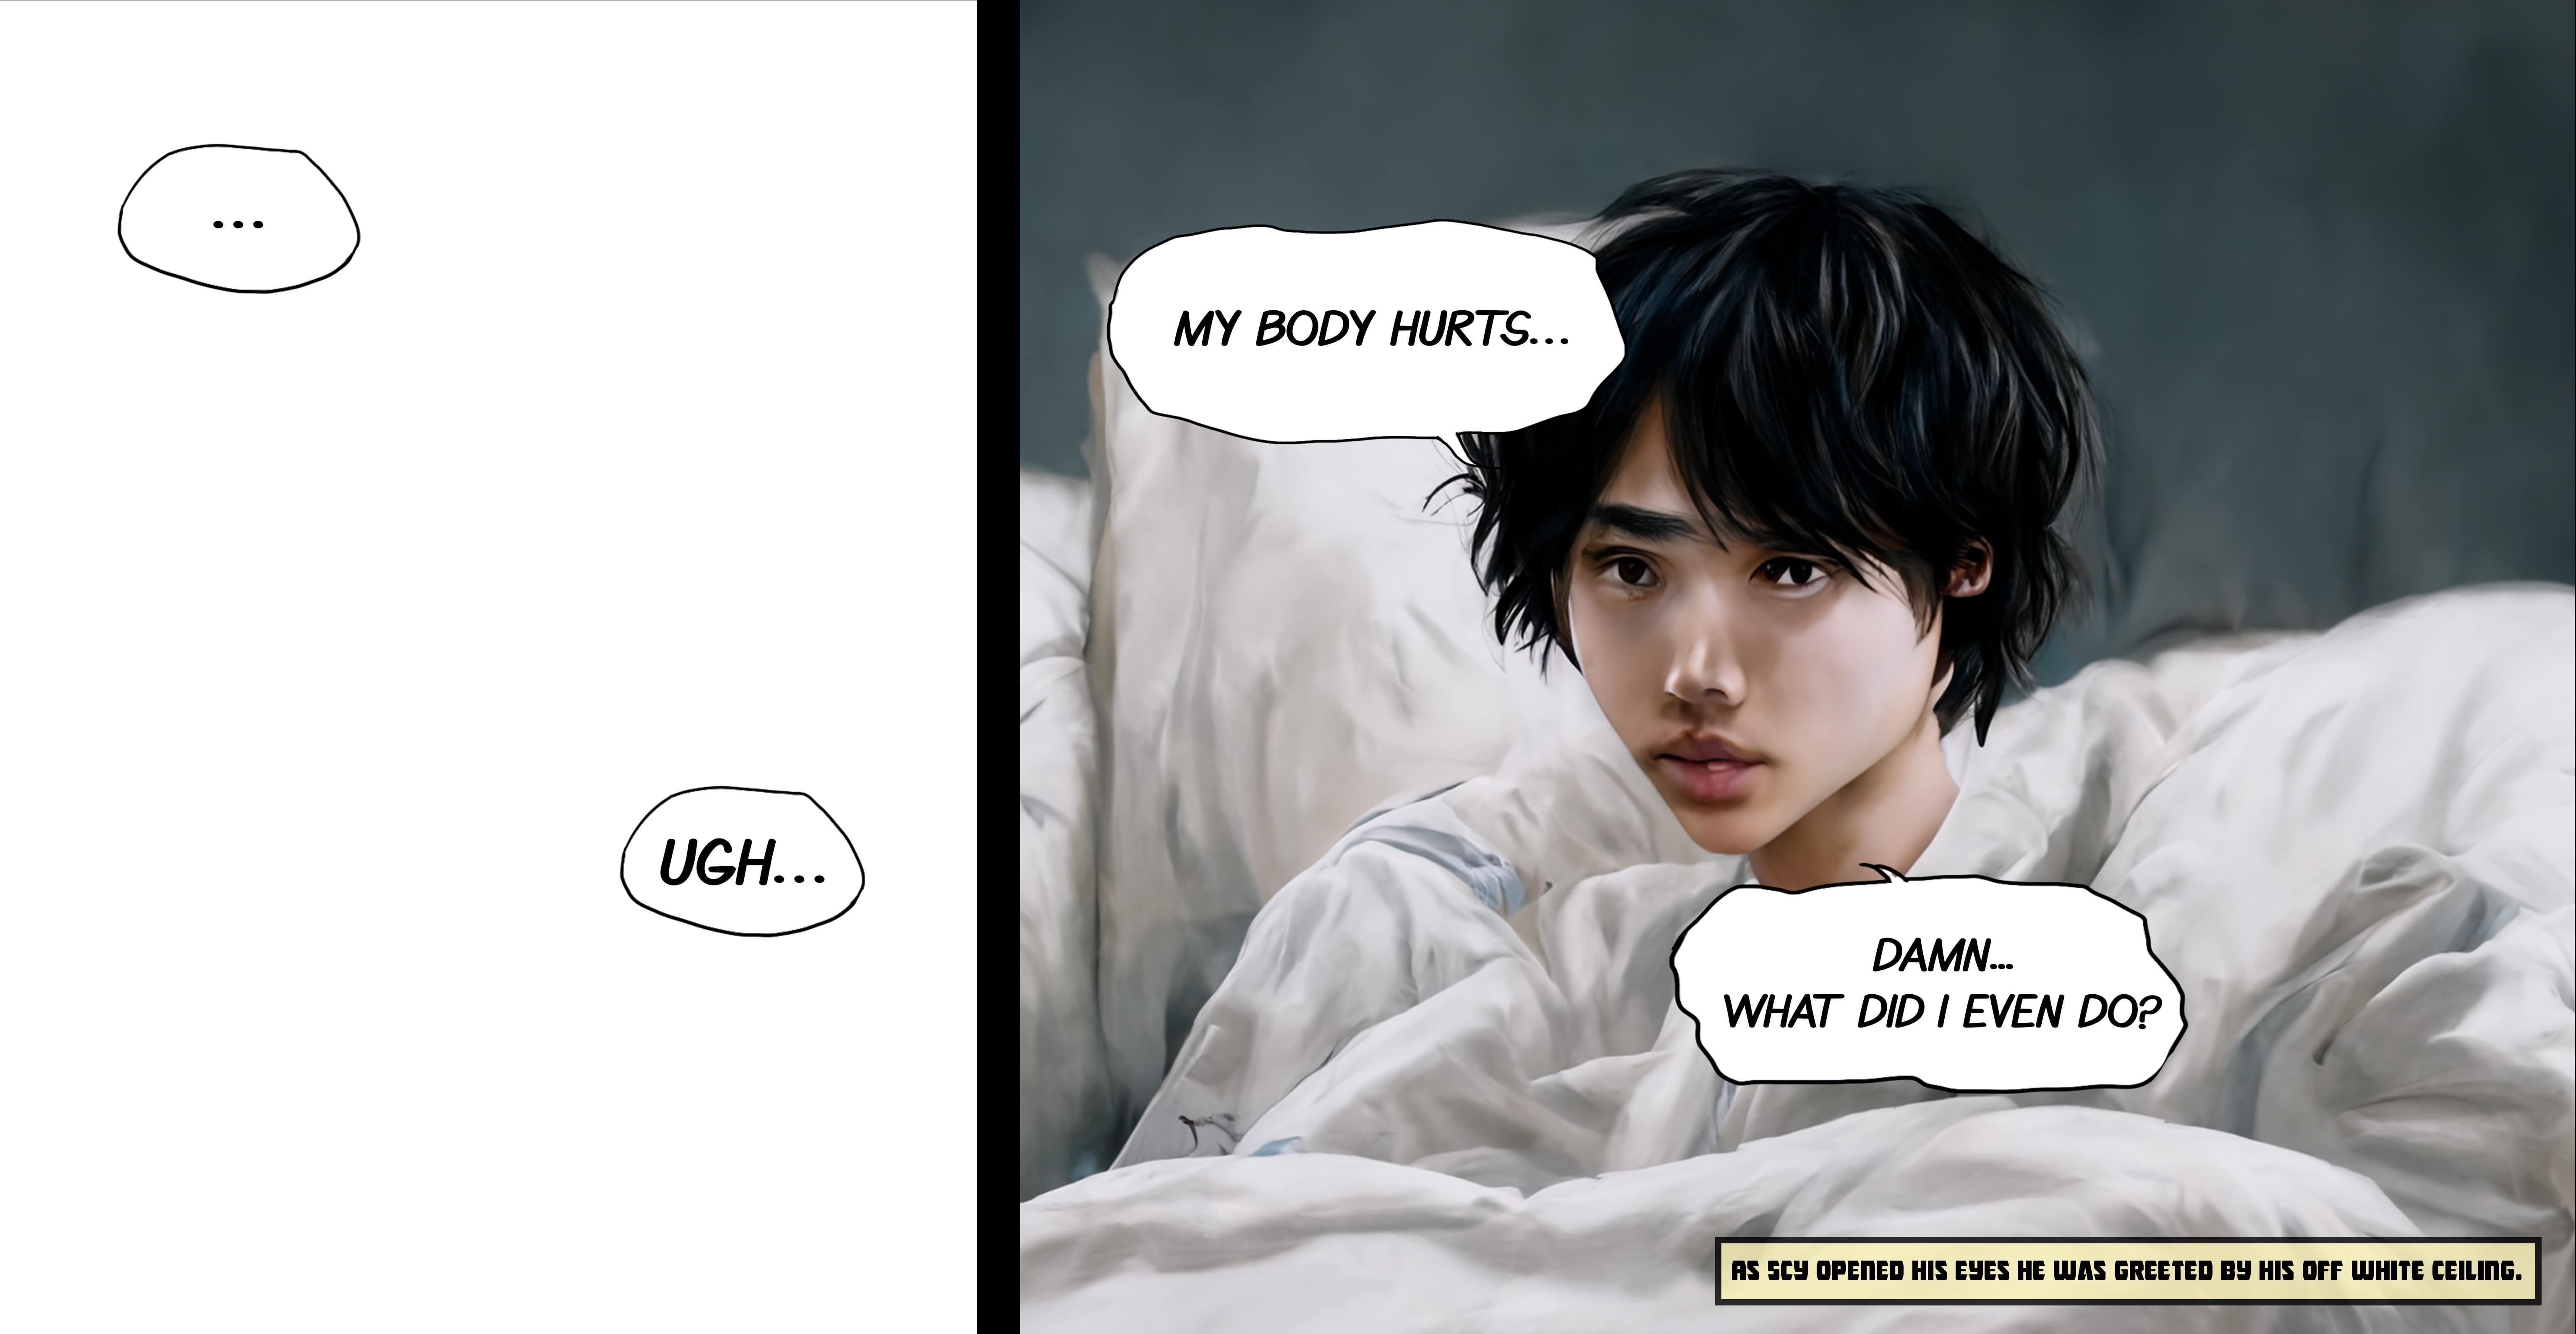 ...
UGH...
MY BODY HURTS...
DAMN...
WHAT DID I EVEN DO?
AS SCY OPENED HIS EYES HE WAS GREETED BY HIS OFF WHITE CEILING.